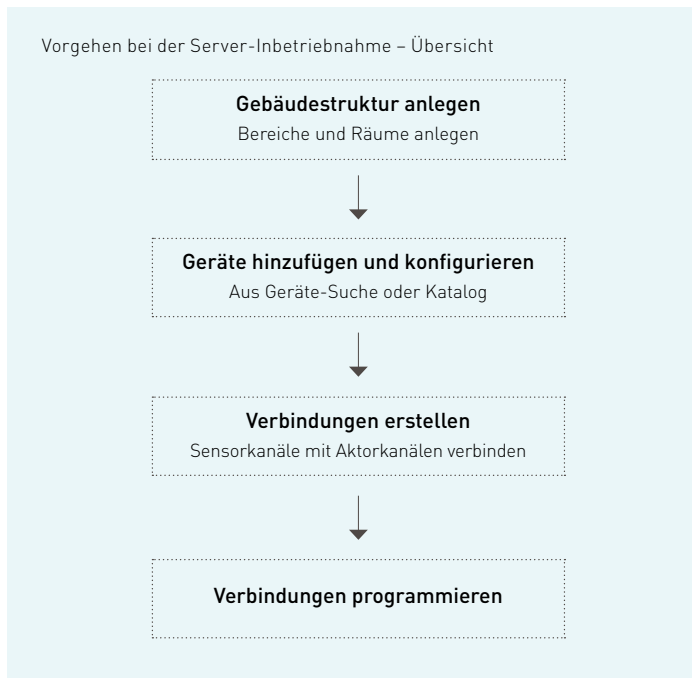 Vorgehen bei der Server-Inbetriebnahme – Übersicht
Gebäudestruktur anlegen
Bereiche und Räume anlegen
Geräte hinzufügen und konfigurieren
Aus Geräte-Suche oder Katalog
Verbindungen erstellen
Sensorkanäle mit Aktorkanälen verbinden
Verbindungen programmieren